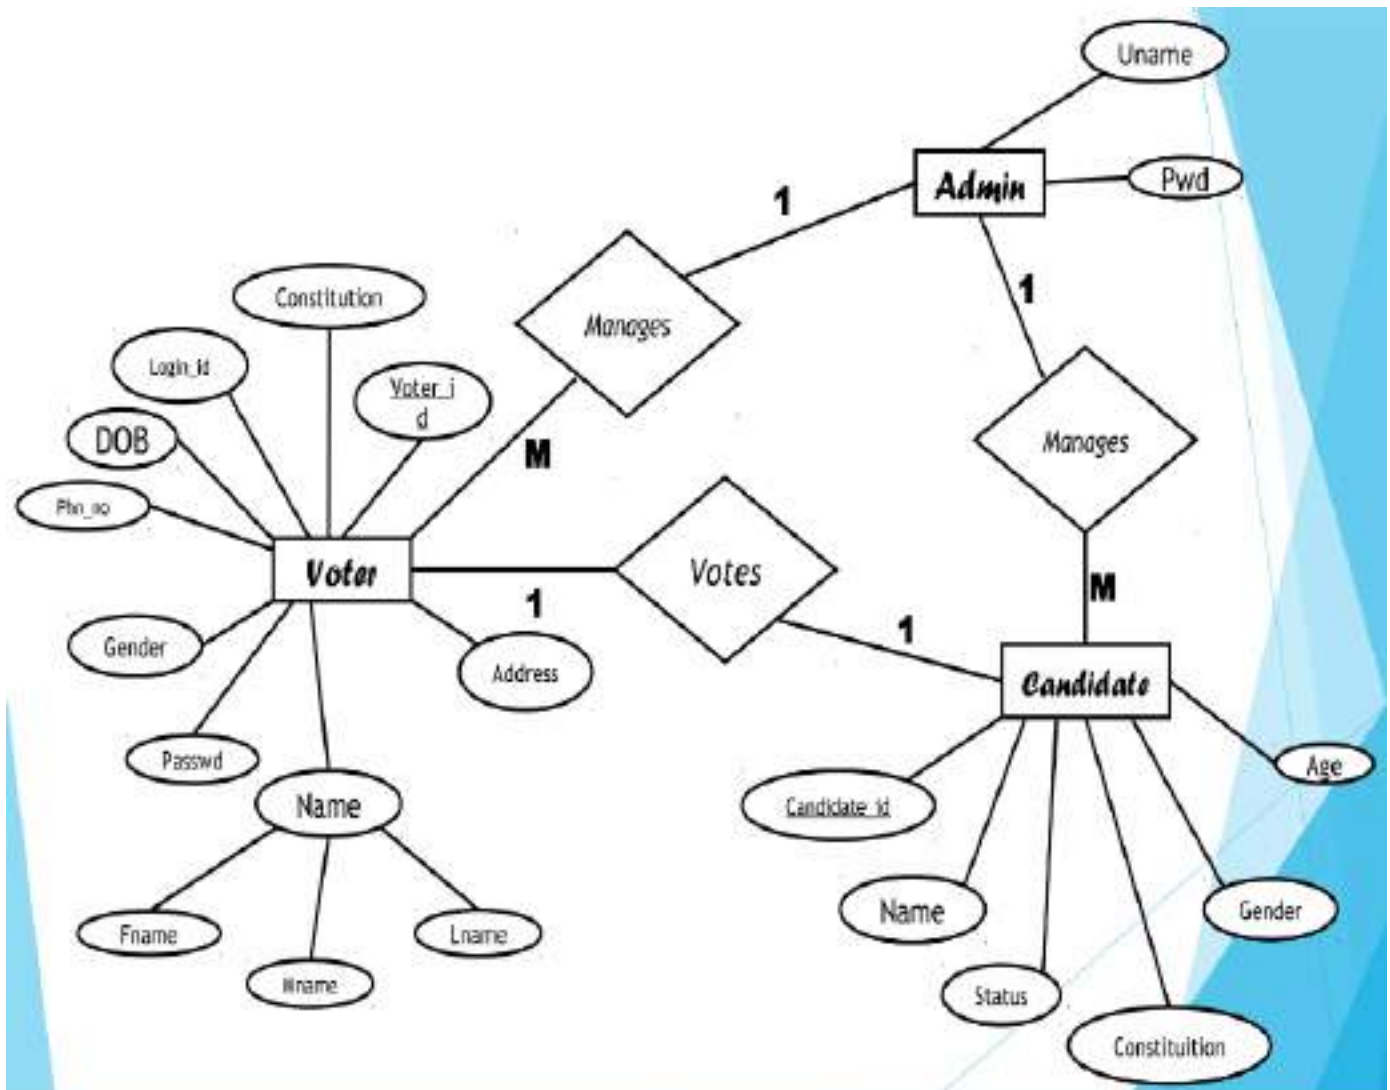 Uname
Admin
Pwd
1
1
Manages
Constitution
Login_id
Voter_i
d
DOB
M
Manages
Phn_no
Voter
Votes
1
M
1
Gender
Address
Candidate
Passwd
Name
Age
Candidate_id
Name
Gender
Fname
Lname
Mname
Status
Constituition